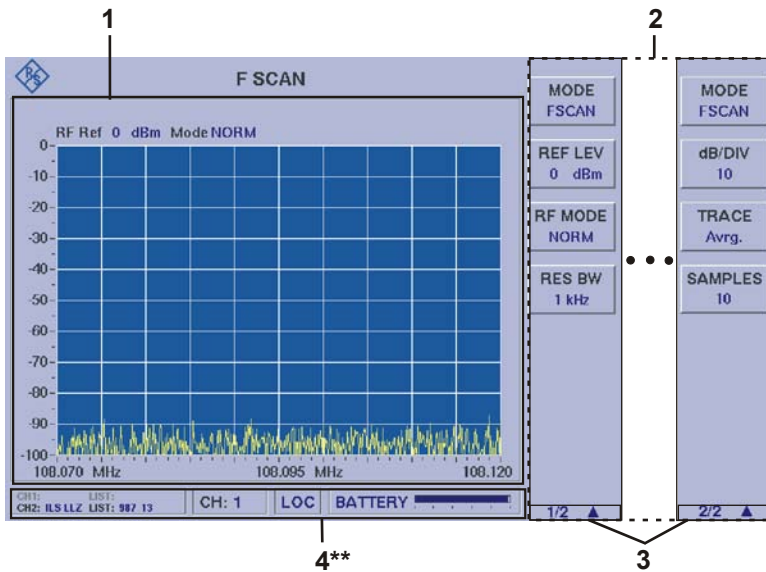 1
2
R&S
F SCAN
RF Ref 0 dBm Mode NORM
0
-10
-20
-30
-40
-50
-60
-70
-80
-90
-100
108.070 MHz 108.095 MHz 108.120
CH1: LIST:
CH2: ILS LLZ LIST: 987 13
CH: 1
LOC
BATTERY
MODE
FSCAN
REF LEV
0 dBm
RF MODE
NORM
RES BW
1 kHz
1/2 ▲
•••
MODE
FSCAN
dB/DIV
10
TRACE
Avrg.
SAMPLES
10
2/2 ▲
4**
3